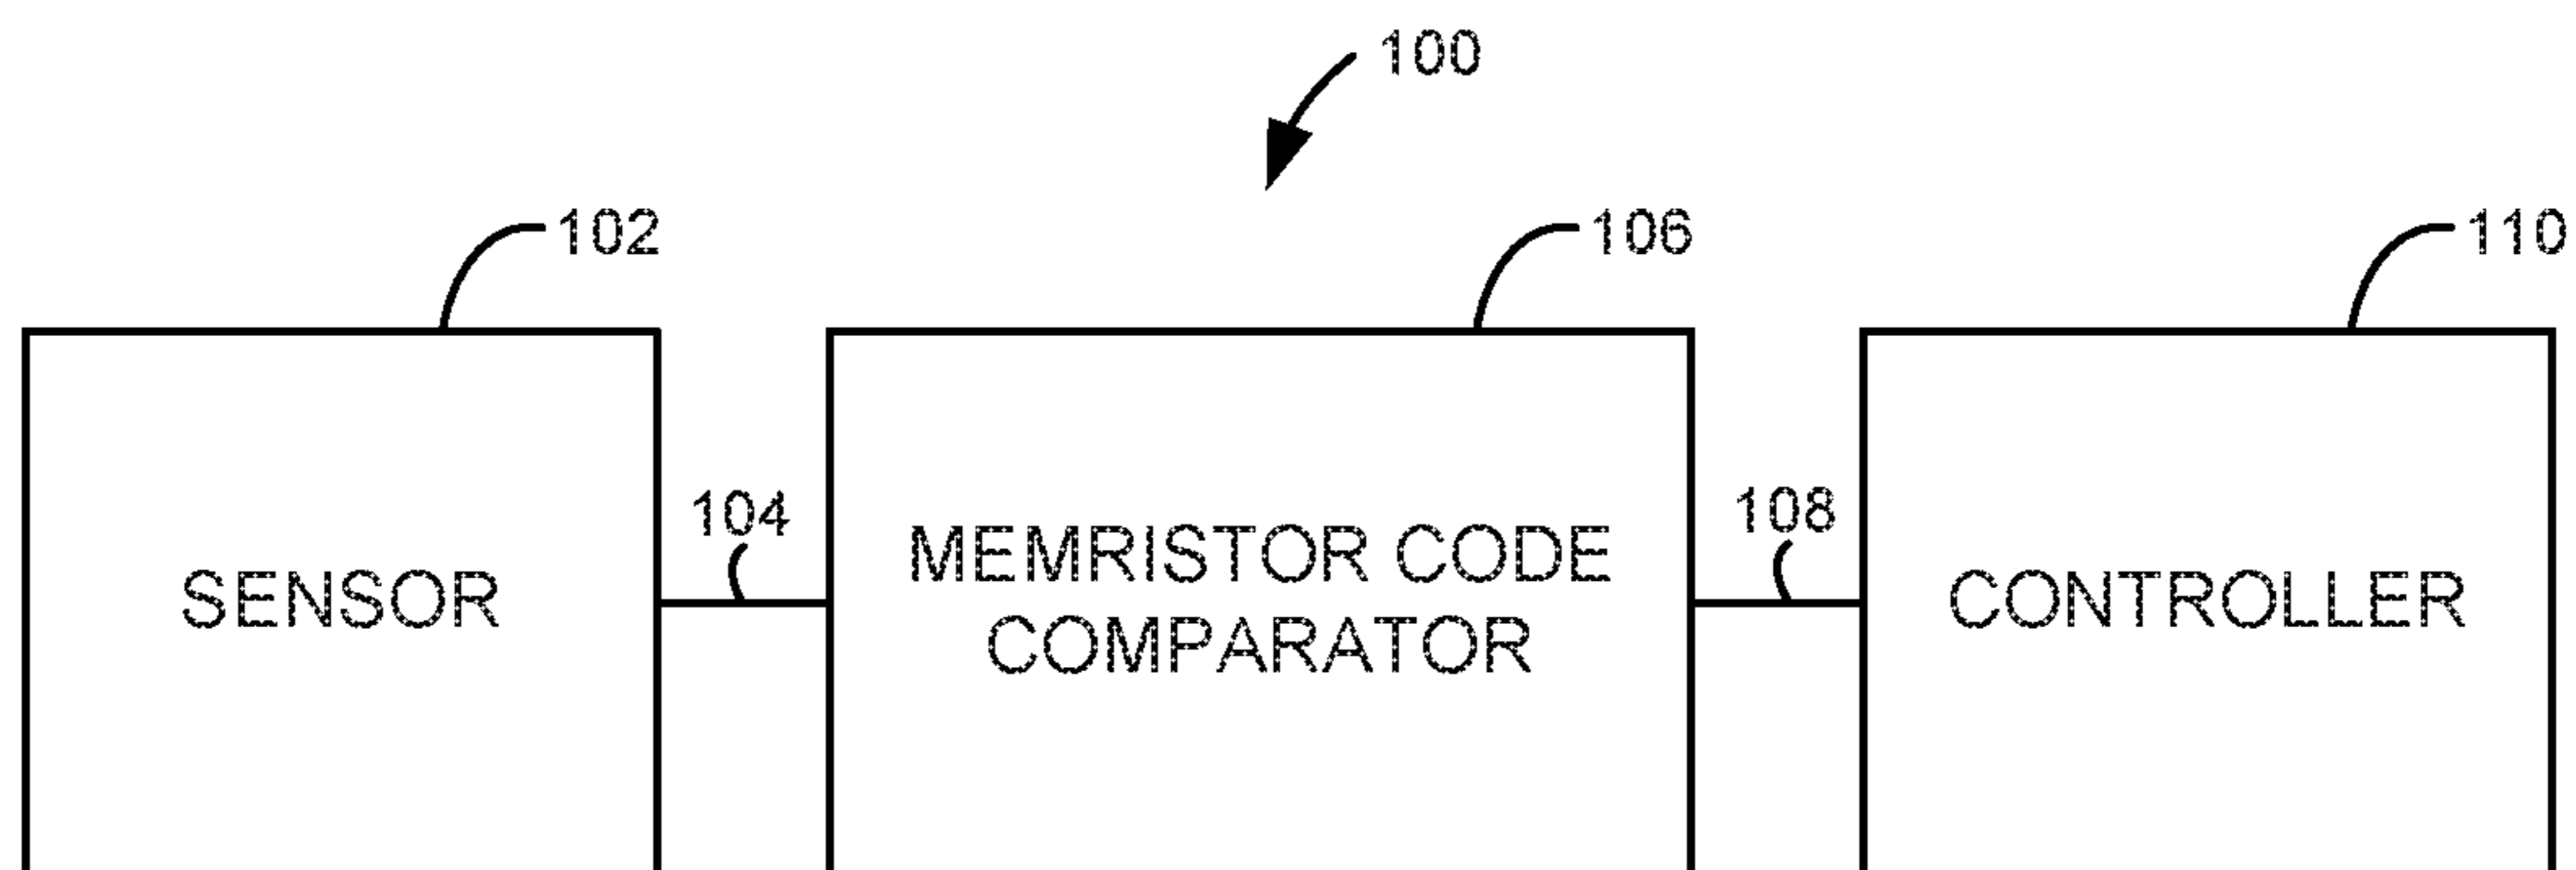 100
102
106
110
104
108
SENSOR
MEMRISTOR CODE
COMPARATOR
CONTROLLER